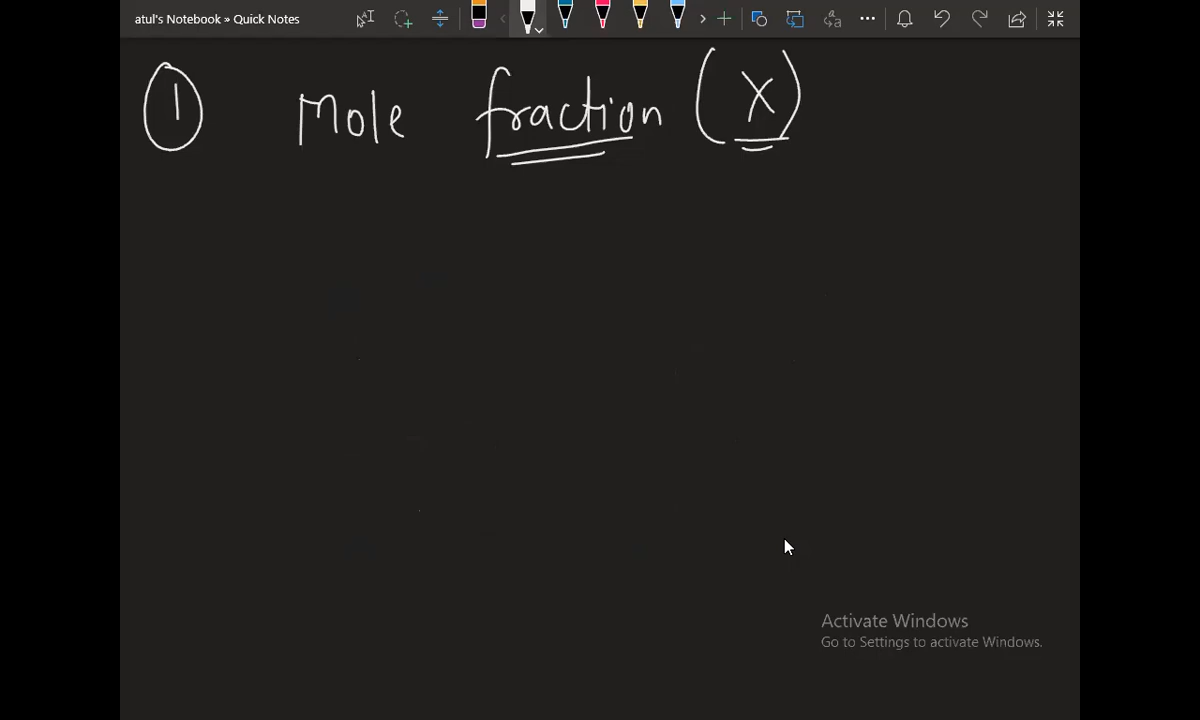 atul's Notebook » Quick Notes
① Mole fraction (X)
Activate Windows
Go to Settings to activate Windows.